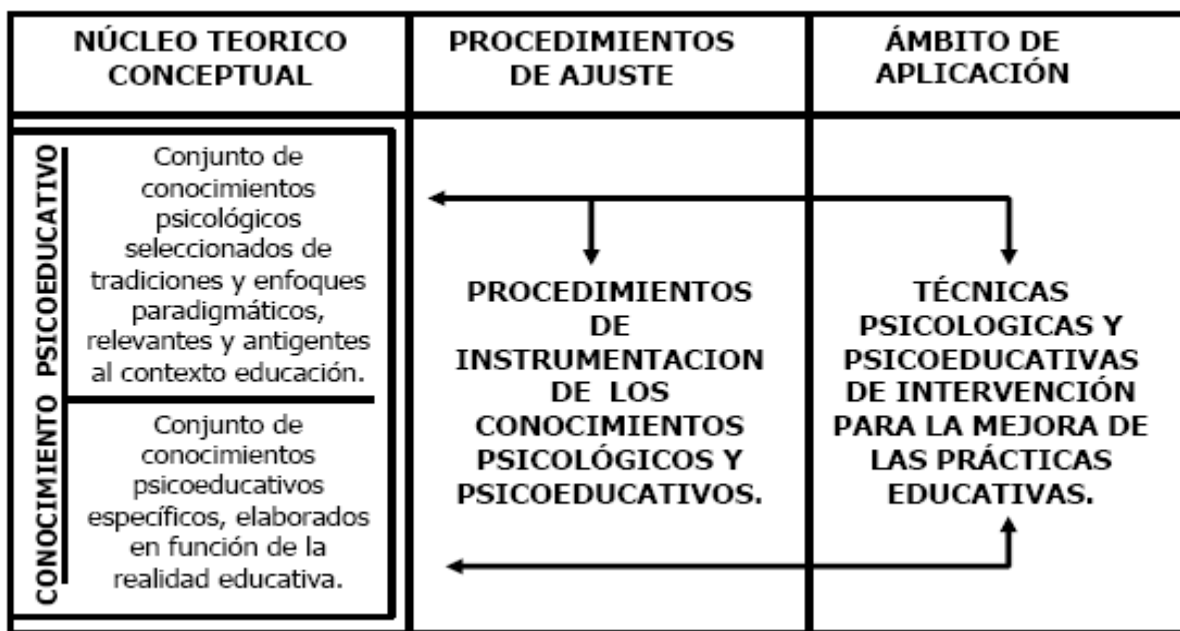 NÚCLEO TEORICO
CONCEPTUAL
PROCEDIMIENTOS
DE AJUSTE
ÁMBITO DE
APLICACIÓN
CONOCIMIENTO PSICOEDUCATIVO
Conjunto de
conocimientos
psicológicos
seleccionados de
tradiciones y enfoques
paradigmáticos,
relevantes y antigentes
al contexto educación.
Conjunto de
conocimientos
psicoeducativos
específicos, elaborados
en función de la
realidad educativa.
PROCEDIMIENTOS
DE
INSTRUMENTACION
DE LOS
CONOCIMIENTOS
PSICOLÓGICOS Y
PSICOEDUCATIVOS.
TÉCNICAS
PSICOLOGICAS Y
PSICOEDUCATIVAS
DE INTERVENCIÓN
PARA LA MEJORA DE
LAS PRÁCTICAS
EDUCATIVAS.